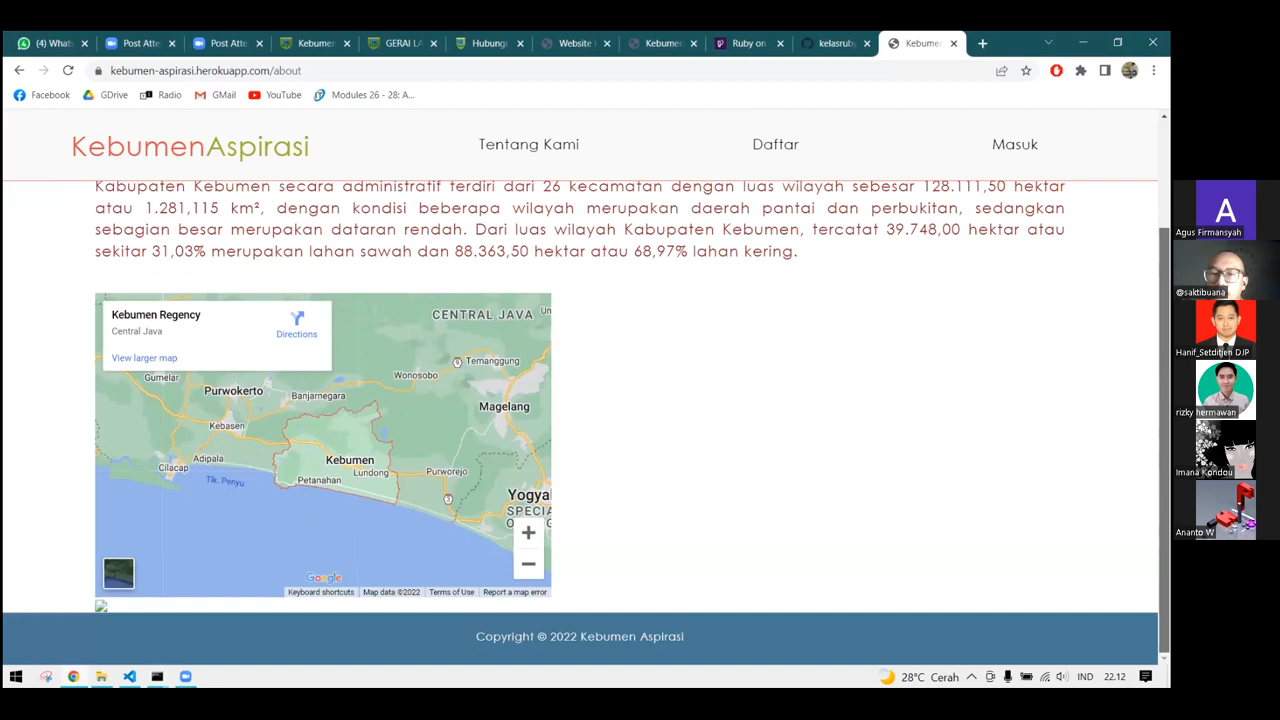 (4) Whats
Post Atte
Post Atte
Kebumen
GERAI LA
Hubungi
Website
Kebumen
Ruby on
kelasruby
Kebumen
kebumen-aspirasi.herokuapp.com/about
Facebook
GDrive
Radio
GMail
YouTube
Modules 26 - 28: A...
KebumenAspirasi
Tentang Kami
Daftar
Masuk
Kabupaten Kebumen secara administratif terdiri dari 26 kecamatan dengan luas wilayah sebesar 128.111,50 hektar
atau 1.281,115 km², dengan kondisi beberapa wilayah merupakan daerah pantai dan perbukitan, sedangkan
sebagian besar merupakan dataran rendah. Dari luas wilayah Kabupaten Kebumen, tercatat 39.748,00 hektar atau
sekitar 31,03% merupakan lahan sawah dan 88.363,50 hektar atau 68,97% lahan kering.
Kebumen Regency
Central Java
Directions
View larger map
CENTRAL JAVA
Un
Temanggung
9
Wonosobo
Gumelar
Purwokerto
Banjarnegara
Magelang
Kebasen
Adipala
Cilacap
Kebumen
Lundong
Purworejo
Petanahan
Tlk. Penyu
3
Yogya
SPECIA
O
Google
Keyboard shortcuts
Map data ©2022
Terms of Use
Report a map error
Copyright © 2022 Kebumen Aspirasi
28°C Cerah
IND
22.12
A
Agus Firmansyah
@saktibuana
Hanif_Setditjen DJP
rizky hermawan
Imana Kondou
Ananto W